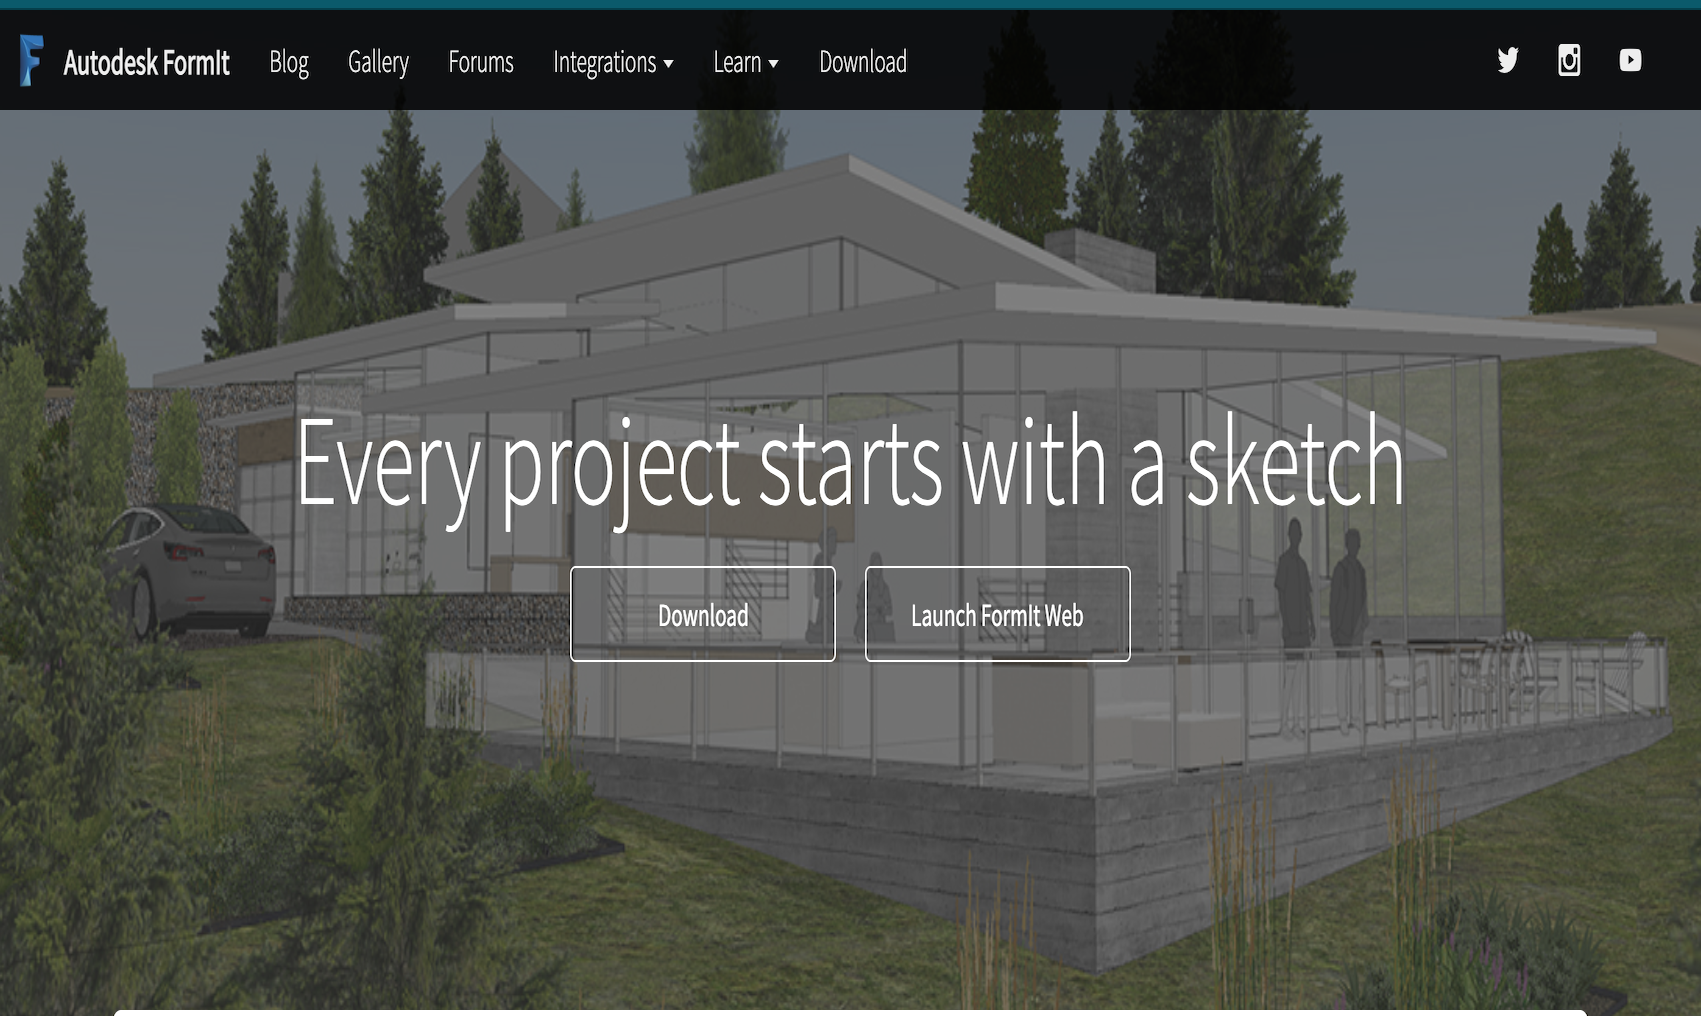 Autodesk FormIt Blog Gallery Forums Integrations Learn Download
Every project starts with a sketch
Download Launch FormIt Web